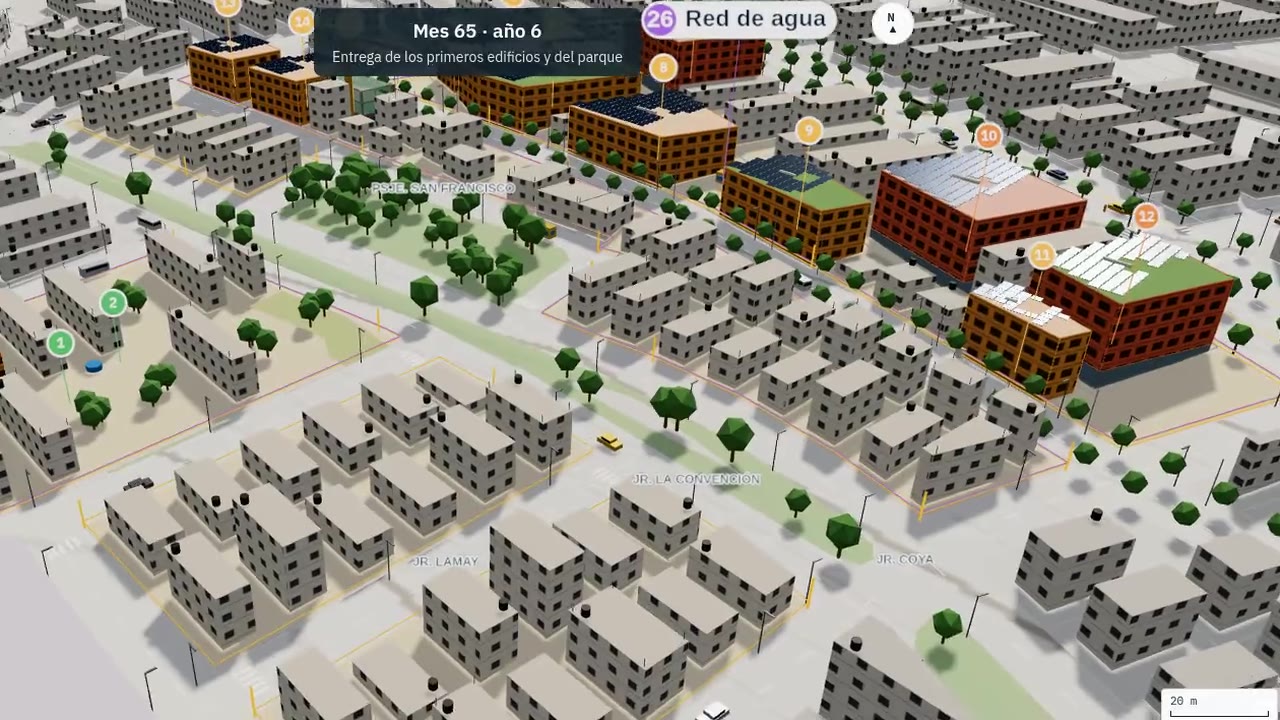 13
14
Mes 65 · año 6
Entrega de los primeros edificios y del parque
26 Red de agua
N
8
9
10
PSJE. SAN FRANCISCO
12
11
2
1
JR. LA CONVENCIÓN
JR. LAMAY
JR. COYA
20 m